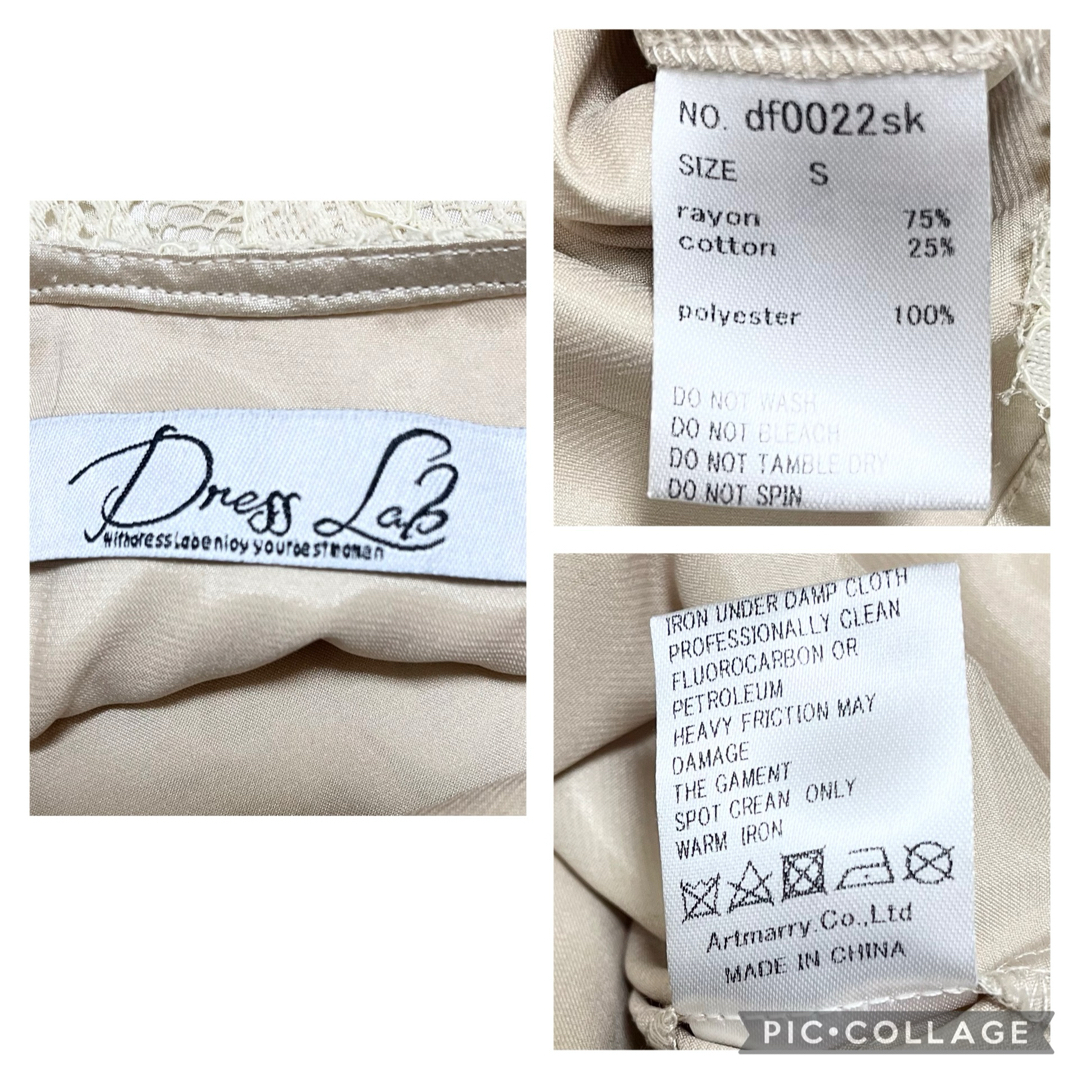 Dress Lab
withdresslabenjoyyourbestwomen
NO. df0022sk
SIZE S
rayon 75%
cotton 25%
polyester 100%
DO NOT WASH
DO NOT BLEACH
DO NOT TAMBLE DRY
DO NOT SPIN
IRON UNDER DAMP CLOTH
PROFESSIONALLY CLEAN
FLUOROCARBON OR
PETROLEUM
HEAVY FRICTION MAY
DAMAGE
THE GAMENT
SPOT CREAN ONLY
WARM IRON
Artmarry.Co.,Ltd
MADE IN CHINA
PIC•COLLAGE